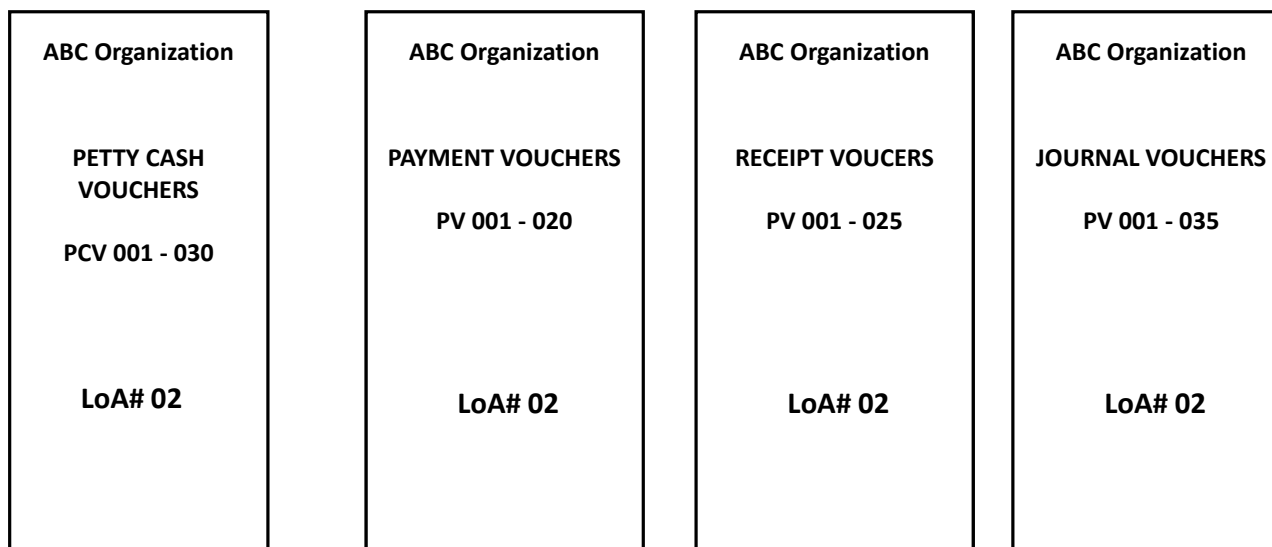 ABC Organization
PETTY CASH
VOUCHERS
PCV 001 - 030
LoA# 02
ABC Organization
PAYMENT VOUCHERS
PV 001 - 020
LoA# 02
ABC Organization
RECEIPT VOUCERS
PV 001 - 025
LoA# 02
ABC Organization
JOURNAL VOUCHERS
PV 001 - 035
LoA# 02